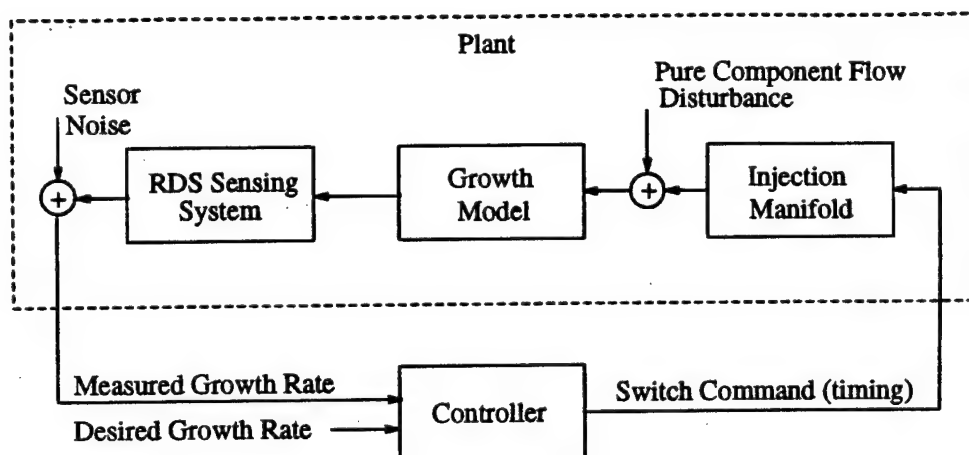 Plant
Pure Component Flow
Disturbance
Sensor
Noise
RDS Sensing
System
Growth
Model
Injection
Manifold
+
+
Measured Growth Rate
Desired Growth Rate
Controller
Switch Command (timing)